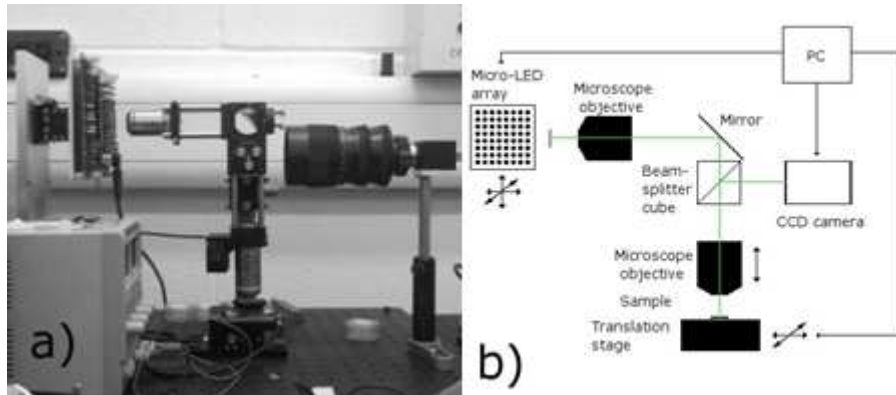 a)
PC
Micro-LED
array
Microscope
objective
Mirror
Beam-
splitter
cube
CCD camera
Microscope
objective
Sample
Translation
stage
b)